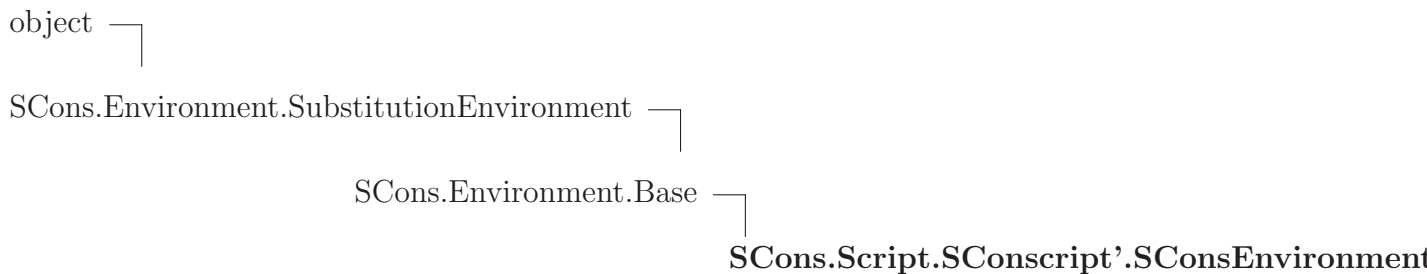 object
SCons.Environment.SubstitutionEnvironment
SCons.Environment.Base
SCons.Script.SConscript’.SConsEnvironment